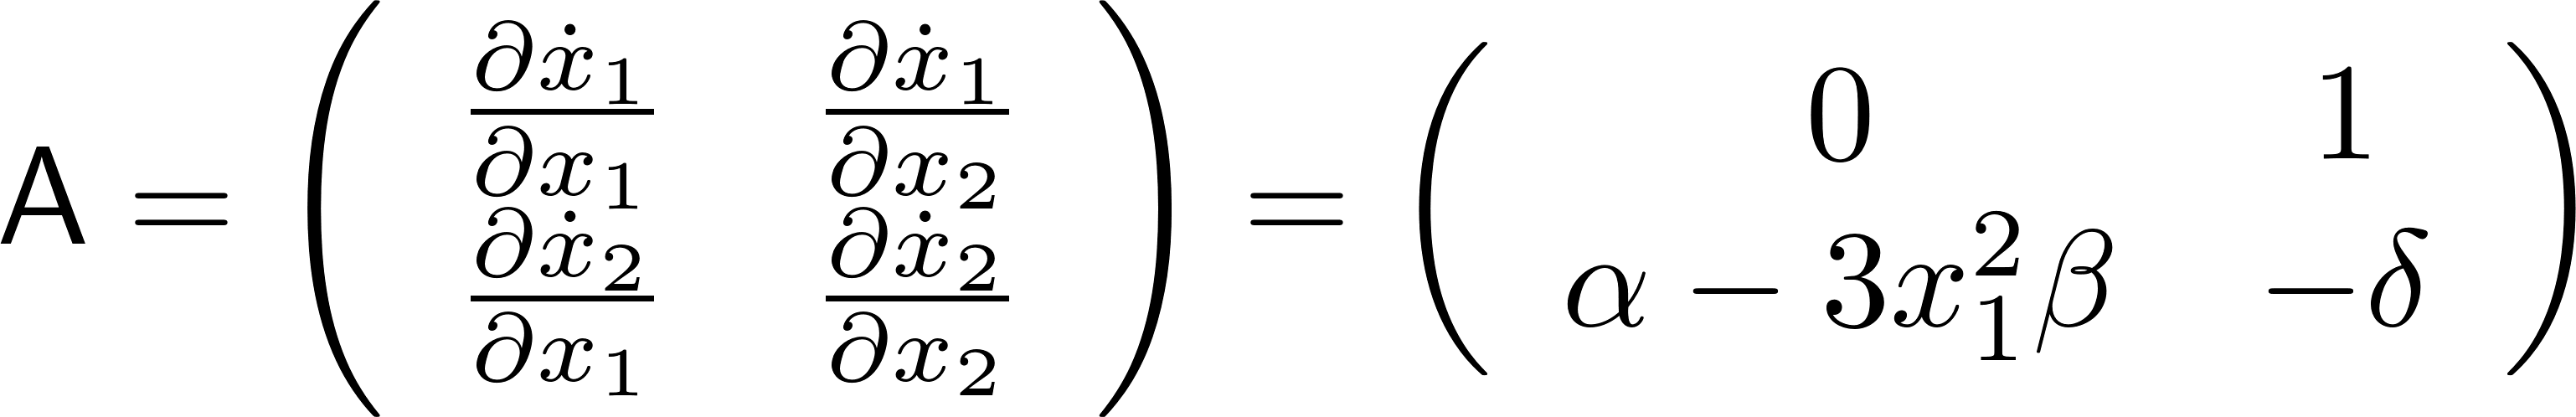 A = ( ∂ẋ₁/∂x₁ ∂ẋ₁/∂x₂ ; ∂ẋ₂/∂x₁ ∂ẋ₂/∂x₂ ) = ( 0 1 ; α − 3x₁²β −δ )